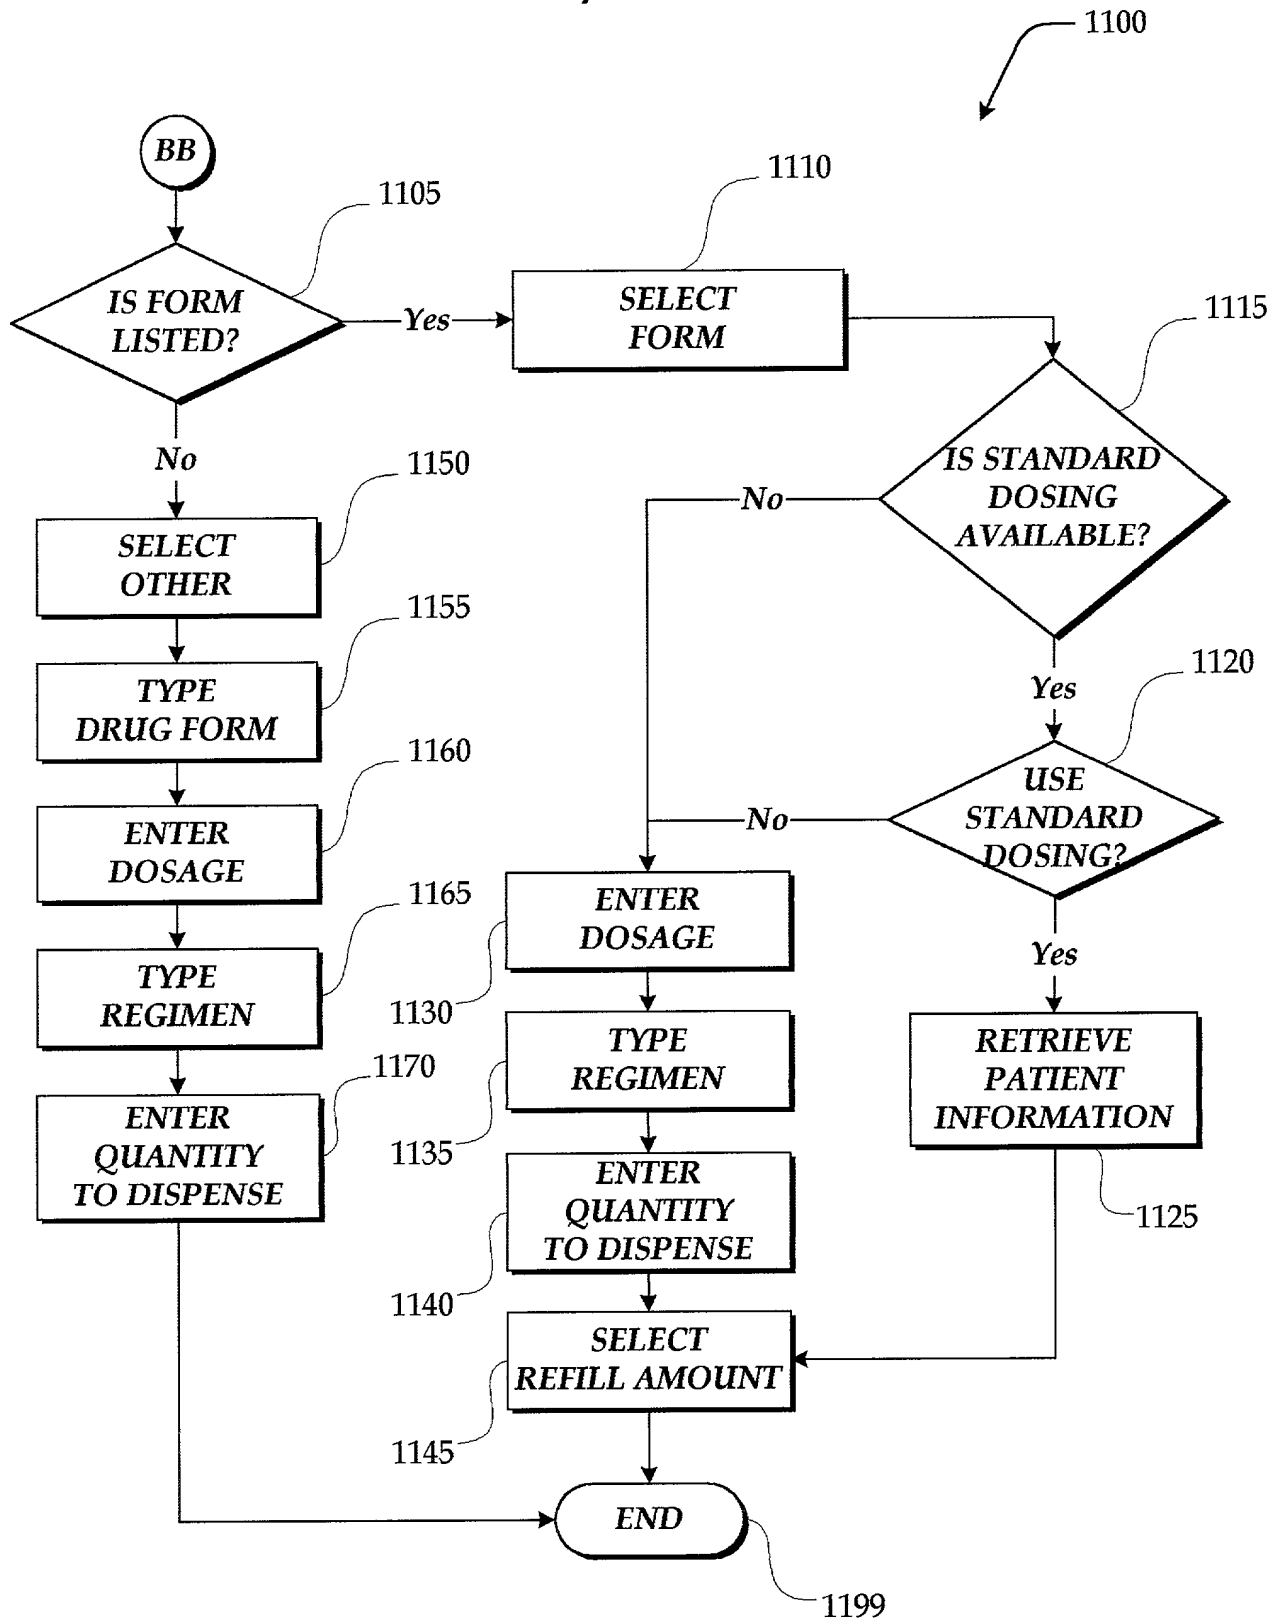 1100
BB
1105
1110
IS FORM
LISTED?
Yes
SELECT
FORM
1115
No
1150
IS STANDARD
DOSING
AVAILABLE?
No
SELECT
OTHER
1155
Yes
1120
TYPE
DRUG FORM
1160
USE
STANDARD
DOSING?
No
ENTER
DOSAGE
1165
ENTER
DOSAGE
1130
Yes
TYPE
REGIMEN
1170
TYPE
REGIMEN
1135
RETRIEVE
PATIENT
INFORMATION
1125
ENTER
QUANTITY
TO DISPENSE
ENTER
QUANTITY
TO DISPENSE
1140
SELECT
REFILL AMOUNT
1145
END
1199